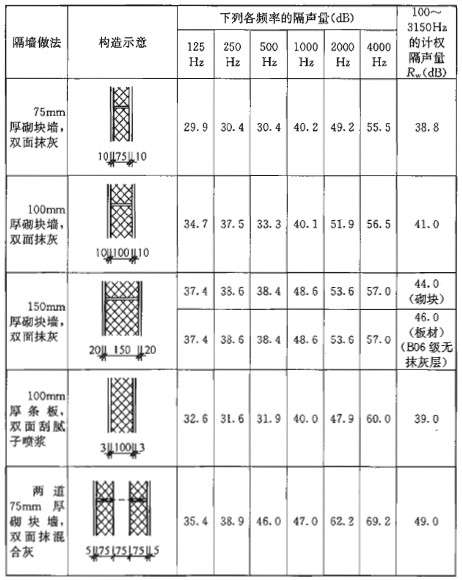 隔墙做法
构造示意
下列各频率的隔声量(dB)
125 Hz
250 Hz
500 Hz
1000 Hz
2000 Hz
4000 Hz
100～
3150Hz
的计权
隔声量
Rw(dB)
75mm
厚砌块墙，
双面抹灰
10 75 10
29.9 30.4 30.4 40.2 49.2 55.5 38.8
100mm
厚砌块墙，
双面抹灰
10 100 10
34.7 37.5 33.3 40.1 51.9 56.5 41.0
150mm
厚砌块墙，
双面抹灰
20 150 20
37.4 38.6 38.4 48.6 53.6 57.0
44.0
（砌块）
37.4 38.6 38.4 48.6 53.6 57.0
46.0
（板材）
（B06级无
抹灰层）
100mm
厚条板，
双面刮腻
子喷浆
3 100 3
32.6 31.6 31.9 40.0 47.9 60.0 39.0
两道
75mm厚
砌块墙，
双面抹混
合灰
5 75 75 75 5
35.4 38.9 46.0 47.0 62.2 69.2 49.0